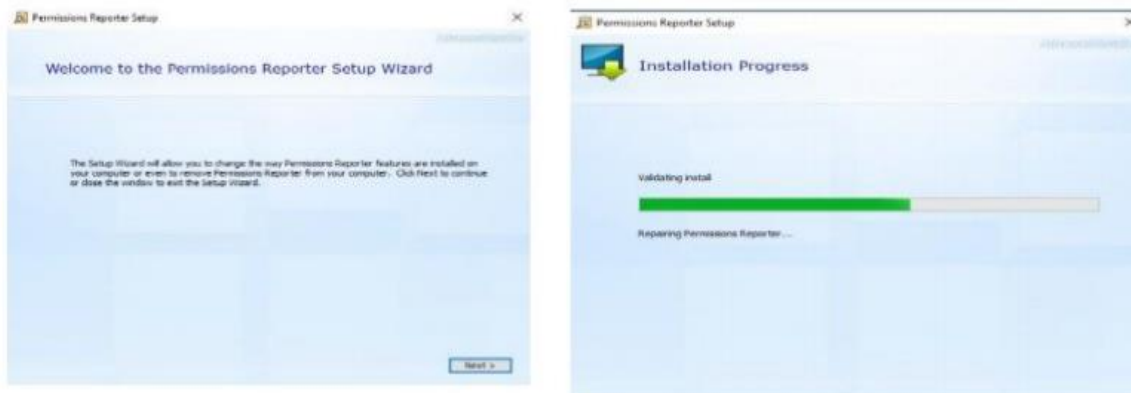 Permissions Reporter Setup
Welcome to the Permissions Reporter Setup Wizard
The Setup Wizard will allow you to change the way Permissions Reporter features are installed on
your computer or even to remove Permissions Reporter from your computer. Click Next to continue
or close the window to exit the Setup Wizard.
Next >
Permissions Reporter Setup
Installation Progress
Validating install
Repairing Permissions Reporter...